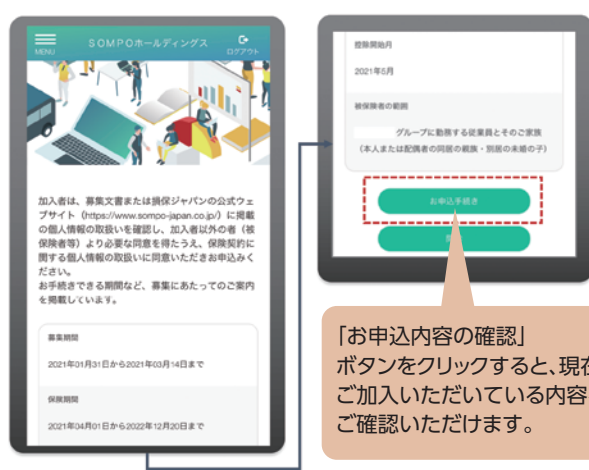 MENU
SOMPOホールディングス
ログアウト
加入者は、募集文書または損保ジャパンの公式ウェ
ブサイト（https://www.sompo-japan.co.jp/）に掲載
の個人情報の取扱いを確認し、加入者以外の者（被
保険者等）より必要な同意を得たうえ、保険契約に
関する個人情報の取扱いに同意いただきお申込みく
ださい。
お手続きできる期間など、募集にあたってのご案内
を掲載しています。
募集期間
2021年01月31日から2021年03月14日まで
保険期間
2021年04月01日から2022年12月20日まで
控除開始月
2021年5月
被保険者の範囲
グループに勤務する従業員とそのご家族
（本人または配偶者の同居の親族・別居の未婚の子）
お申込手続き
「お申込内容の確認」
ボタンをクリックすると、現在
ご加入いただいている内容
ご確認いただけます。